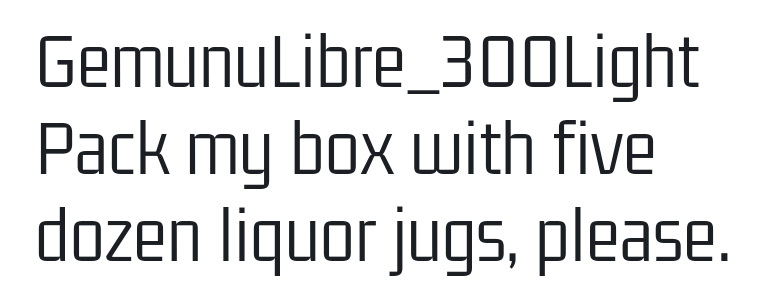 GemunuLibre_300Light
Pack my box with five
dozen liquor jugs, please.